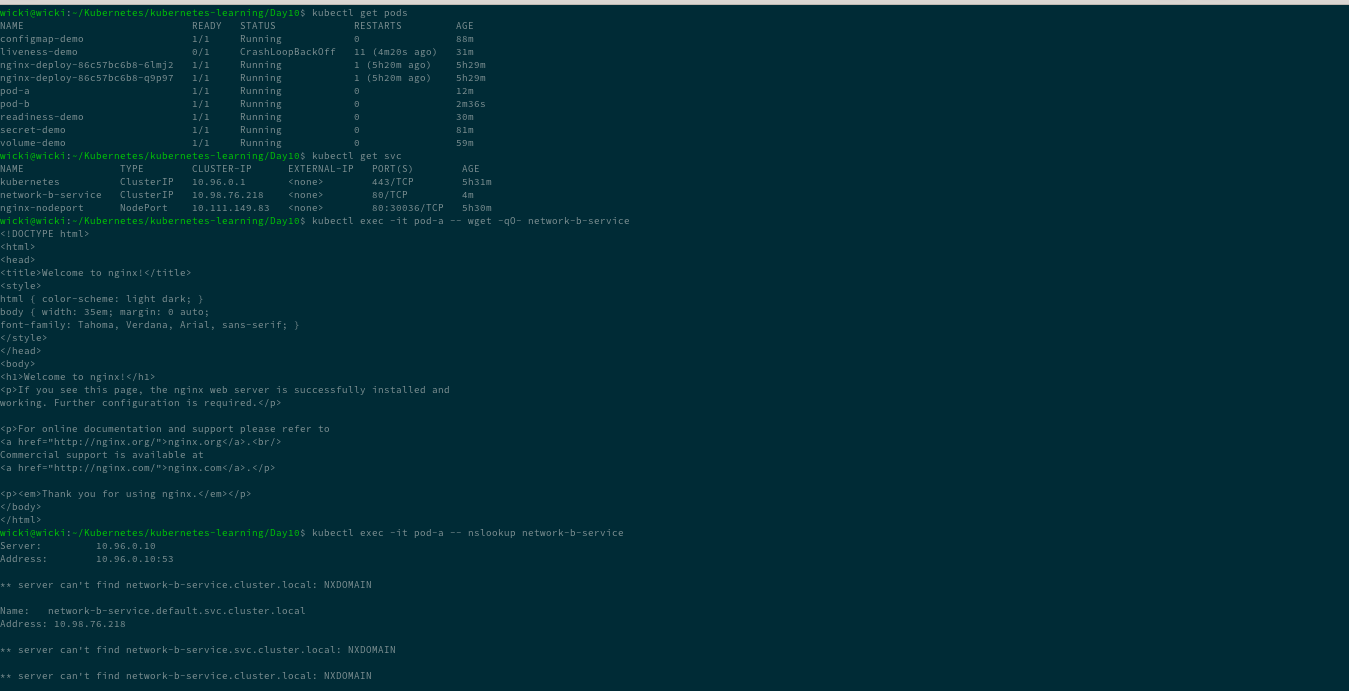 wicki@wicki:~/Kubernetes/kubernetes-learning/Day10$ kubectl get pods
NAME                            READY   STATUS             RESTARTS         AGE
configmap-demo                  1/1     Running            0                88m
liveness-demo                   0/1     CrashLoopBackOff   11 (4m20s ago)   31m
nginx-deploy-86c57bc6b8-6lmj2   1/1     Running            1 (5h20m ago)    5h29m
nginx-deploy-86c57bc6b8-q9p97   1/1     Running            1 (5h20m ago)    5h29m
pod-a                           1/1     Running            0                12m
pod-b                           1/1     Running            0                2m36s
readiness-demo                  1/1     Running            0                30m
secret-demo                     1/1     Running            0                81m
volume-demo                     1/1     Running            0                59m
wicki@wicki:~/Kubernetes/kubernetes-learning/Day10$ kubectl get svc
NAME                TYPE        CLUSTER-IP      EXTERNAL-IP   PORT(S)        AGE
kubernetes          ClusterIP   10.96.0.1       <none>        443/TCP        5h31m
network-b-service   ClusterIP   10.98.76.218    <none>        80/TCP         4m
nginx-nodeport      NodePort    10.111.149.83   <none>        80:30036/TCP   5h30m
wicki@wicki:~/Kubernetes/kubernetes-learning/Day10$ kubectl exec -it pod-a -- wget -qO- network-b-service
<!DOCTYPE html>
<html>
<head>
<title>Welcome to nginx!</title>
<style>
html { color-scheme: light dark; }
body { width: 35em; margin: 0 auto;
font-family: Tahoma, Verdana, Arial, sans-serif; }
</style>
</head>
<body>
<h1>Welcome to nginx!</h1>
<p>If you see this page, the nginx web server is successfully installed and
working. Further configuration is required.</p>

<p>For online documentation and support please refer to
<a href="http://nginx.org/">nginx.org</a>.<br/>
Commercial support is available at
<a href="http://nginx.com/">nginx.com</a>.</p>

<p><em>Thank you for using nginx.</em></p>
</body>
</html>
wicki@wicki:~/Kubernetes/kubernetes-learning/Day10$ kubectl exec -it pod-a -- nslookup network-b-service
Server:         10.96.0.10
Address:        10.96.0.10:53

** server can't find network-b-service.cluster.local: NXDOMAIN

Name:   network-b-service.default.svc.cluster.local
Address: 10.98.76.218

** server can't find network-b-service.svc.cluster.local: NXDOMAIN

** server can't find network-b-service.cluster.local: NXDOMAIN